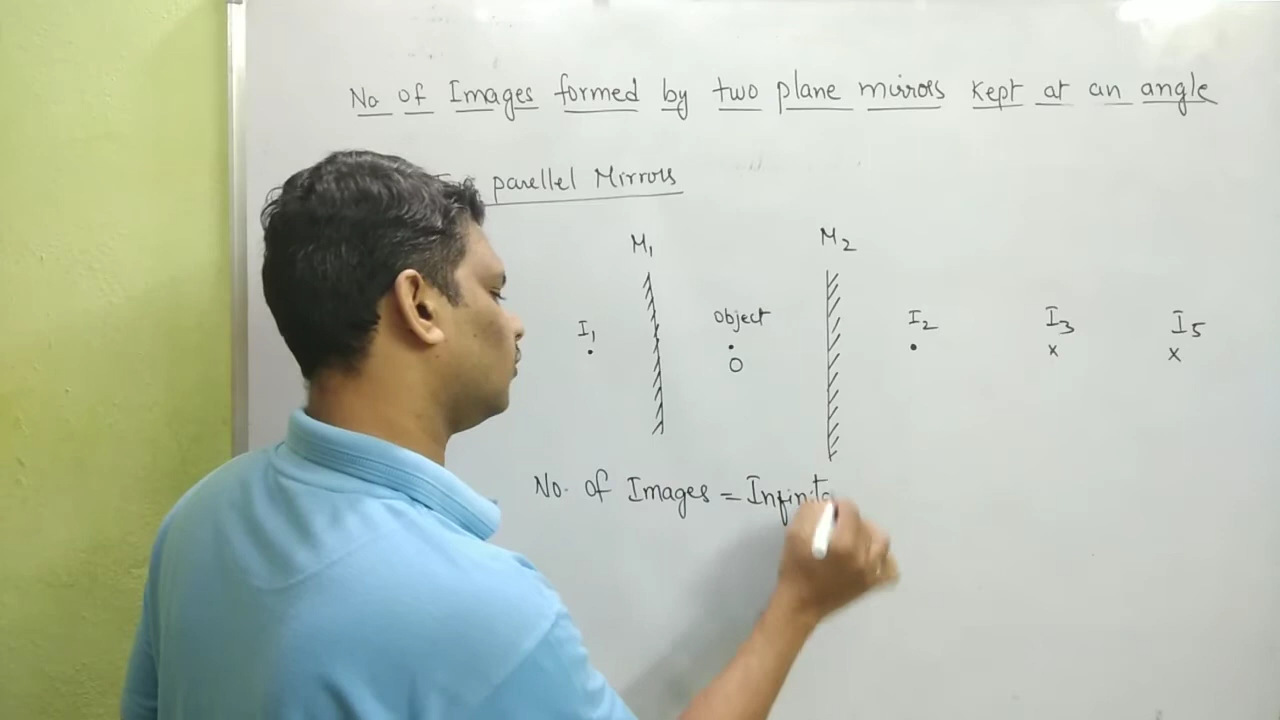 No of Images formed by two plane mirrors kept at an angle
parellel Mirrors
M1 M2
I1 Object I2 I3 I5
O x x
No. of Images = Infinite